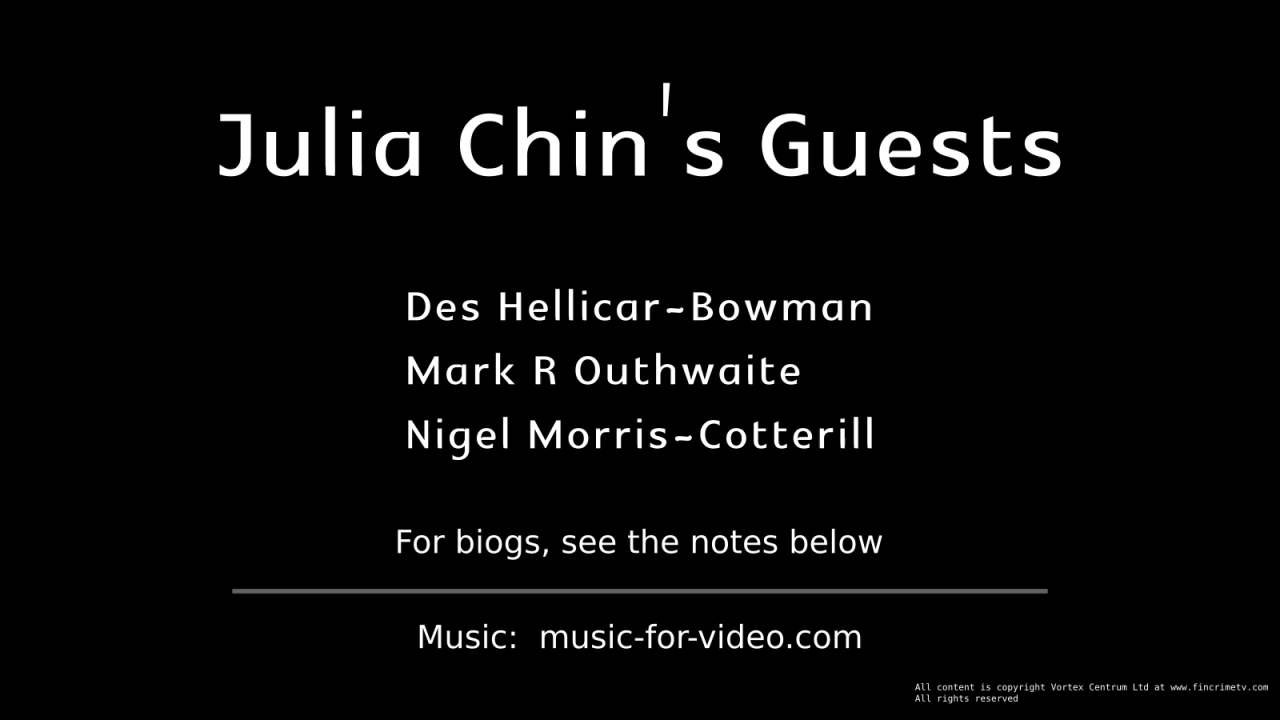 Julia Chin's Guests
Des Hellicar~Bowman
Mark R Outhwaite
Nigel Morris~Cotterill
For biogs, see the notes below
Music:  music-for-video.com
All content is copyright Vortex Centrum Ltd at www.fincrimetv.com
All rights reserved